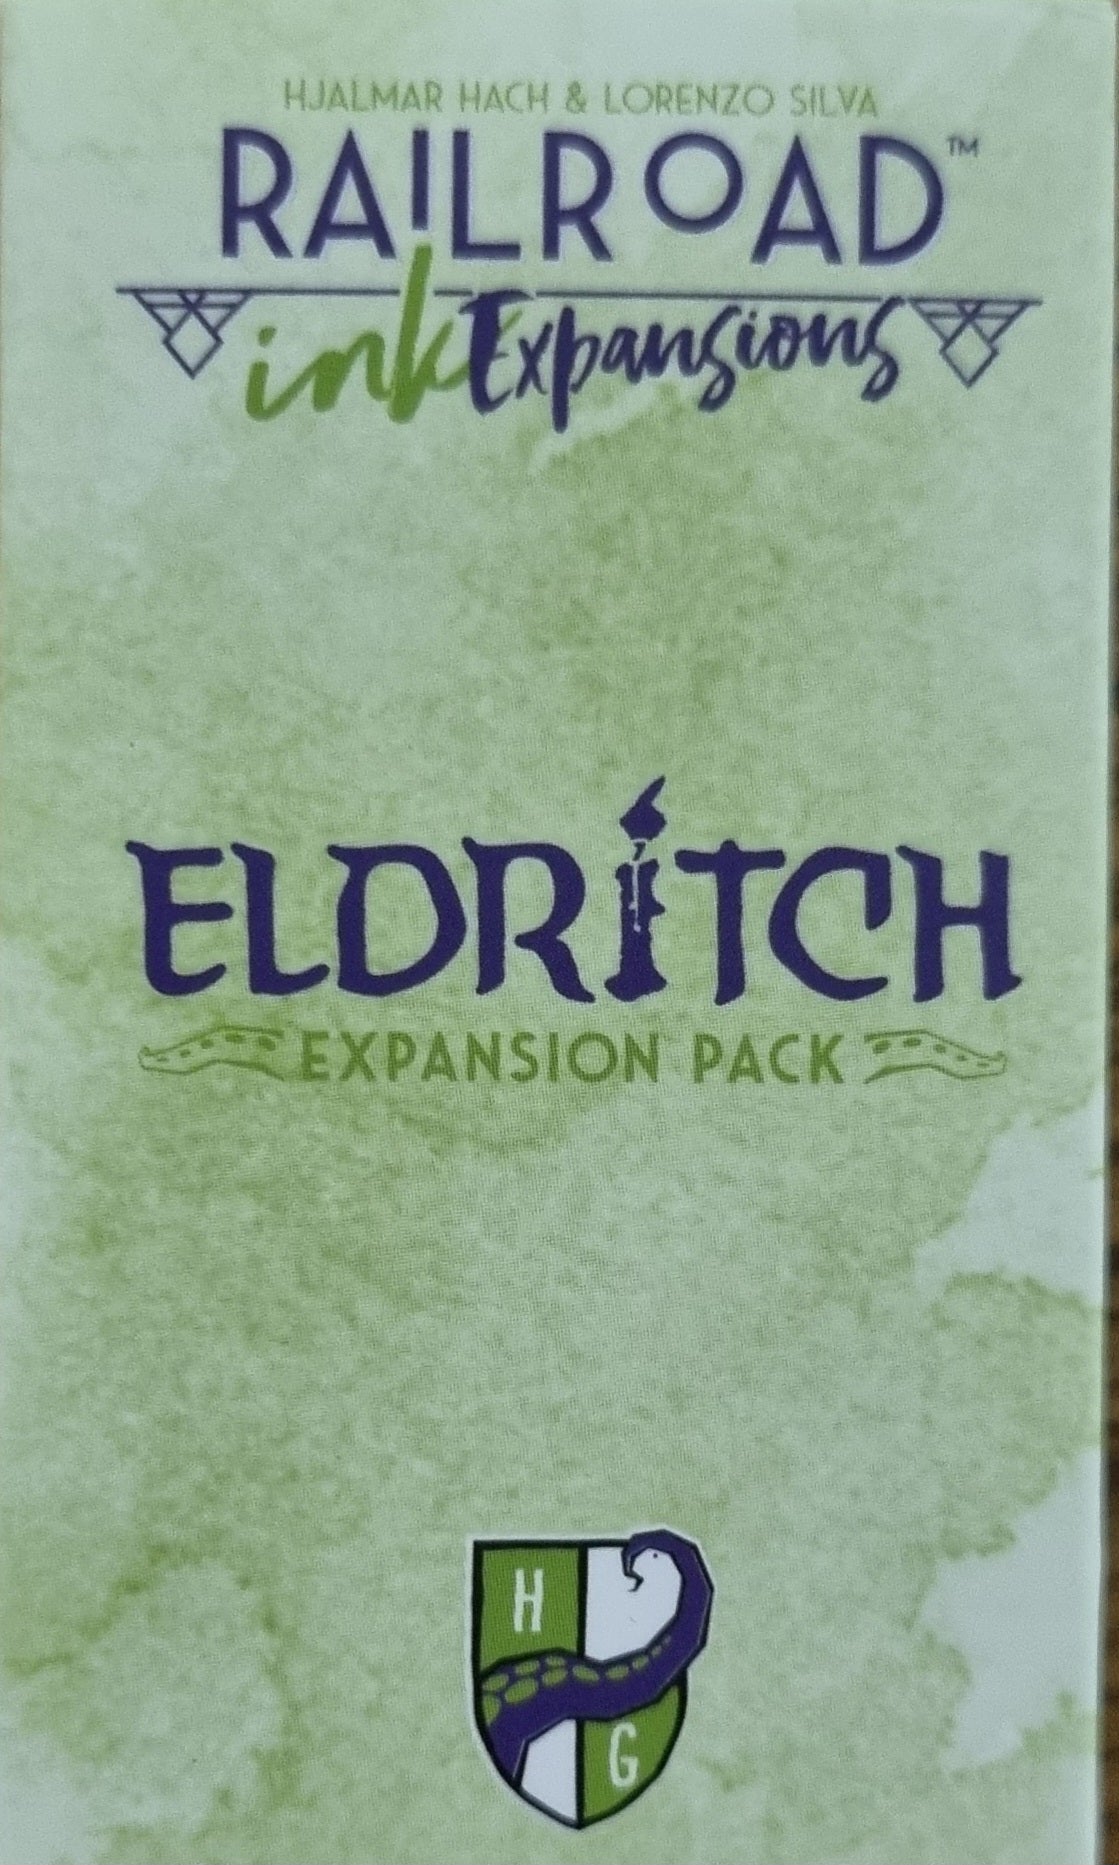 HJALMAR HACH & LORENZO SILVA
RAILROAD™
ink Expansions
ELDRITCH
EXPANSION PACK
H
G